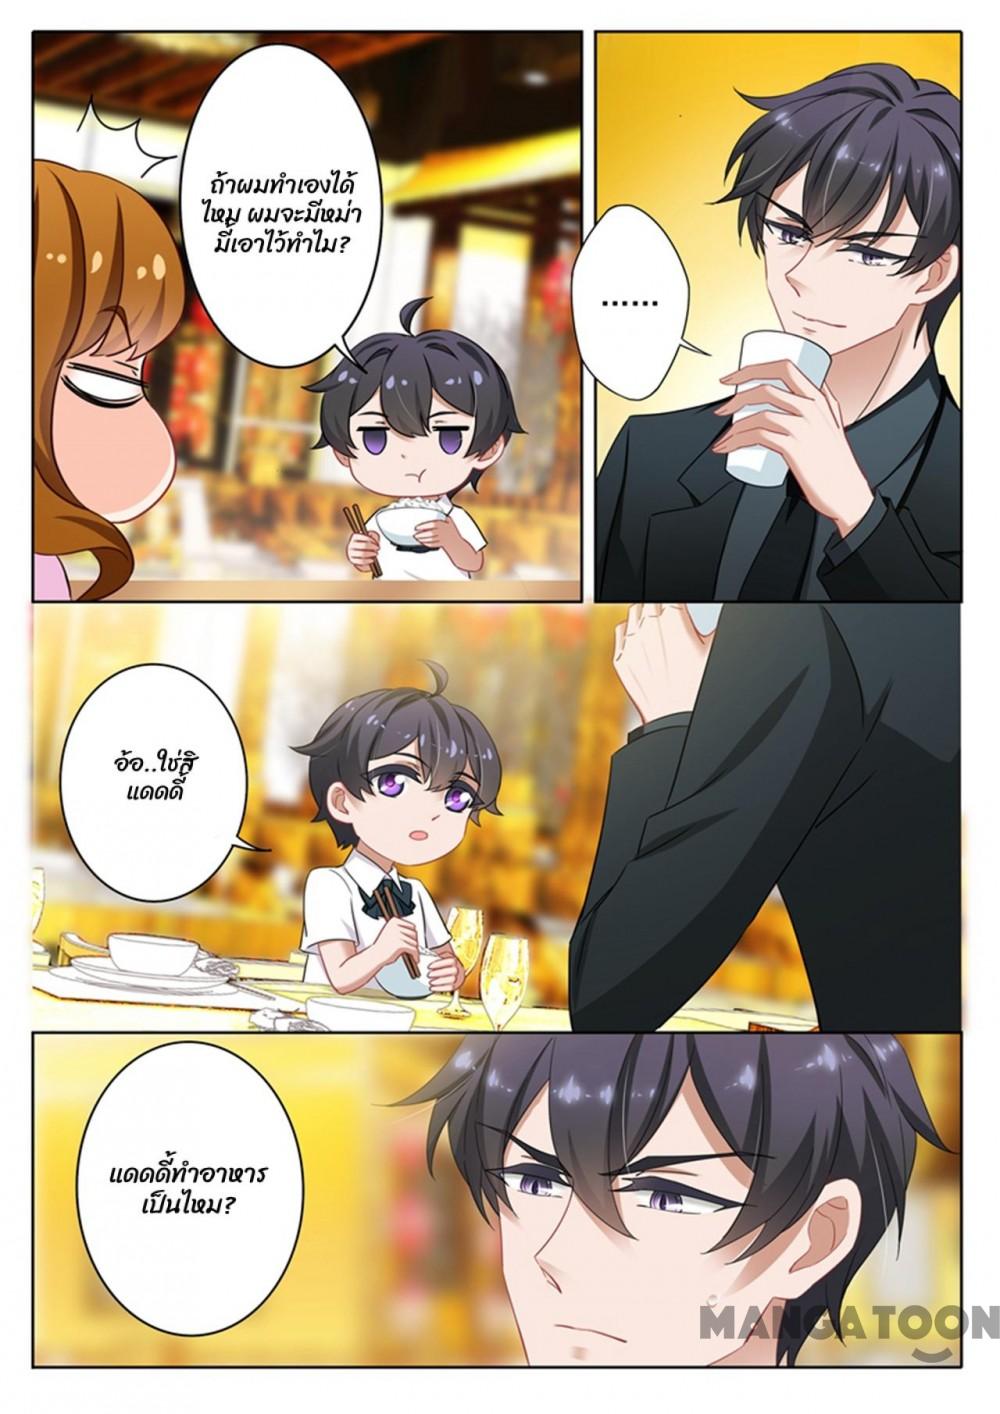 ถ้าผมทำเองได้
ไหม ผมจะมีหม่า
มี๊เอาไว้ทำไม?
......
อ้อ..ใช่สิ
แดดดี้
แดดดี้ทำอาหาร
เป็นไหม?
MANGATOON